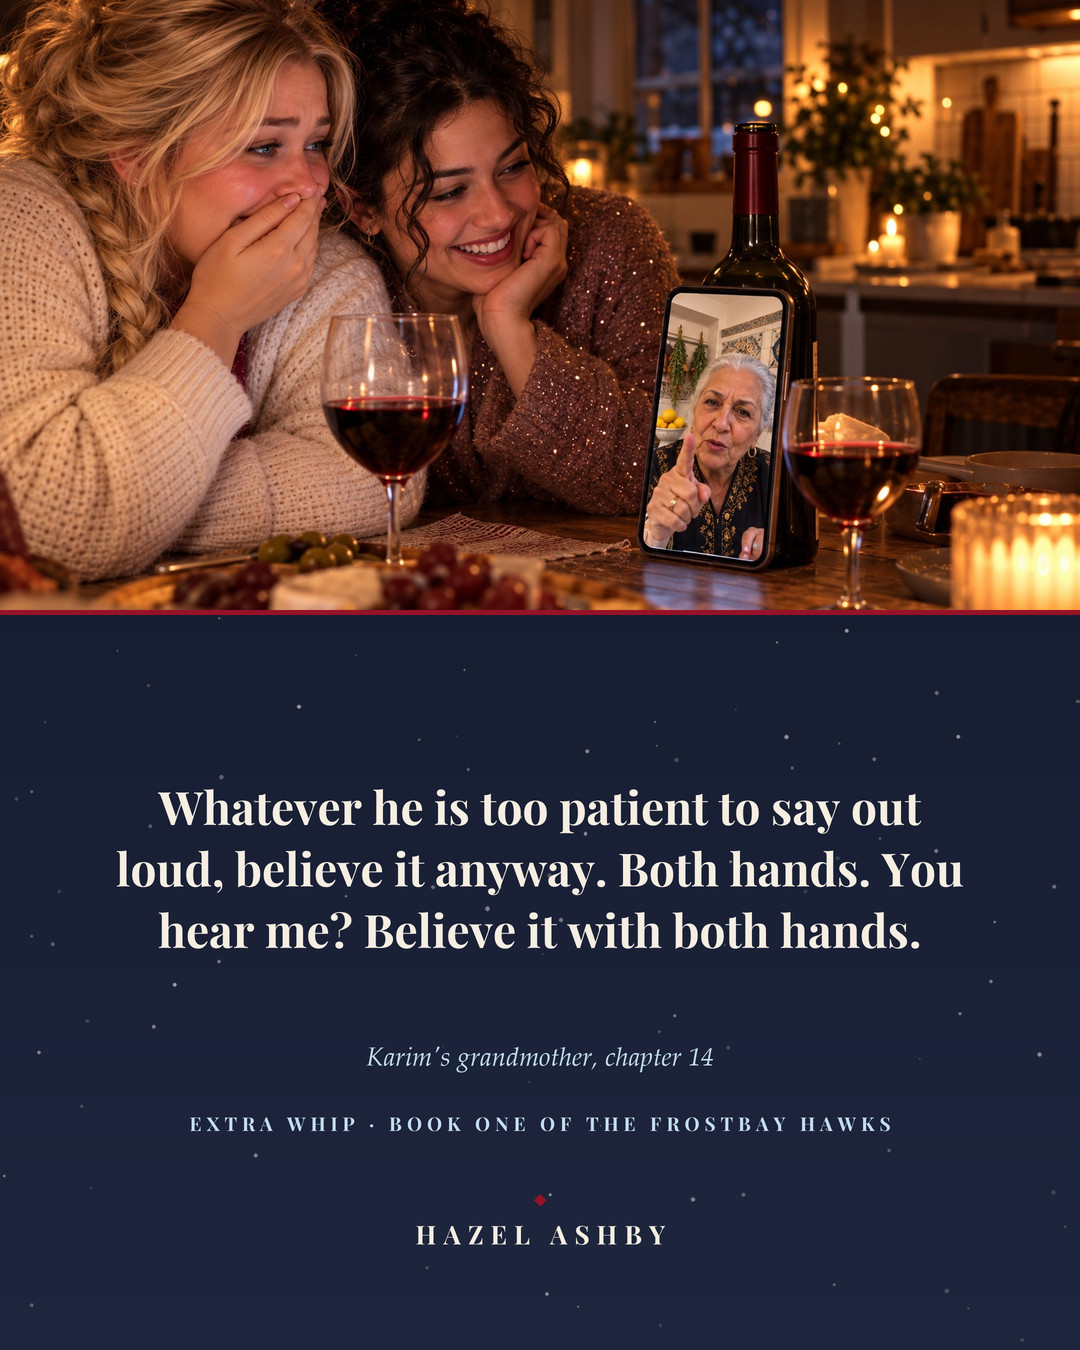 Whatever he is too patient to say out
loud, believe it anyway. Both hands. You
hear me? Believe it with both hands.
Karim's grandmother, chapter 14
EXTRA WHIP · BOOK ONE OF THE FROSTBAY HAWKS
HAZEL ASHBY